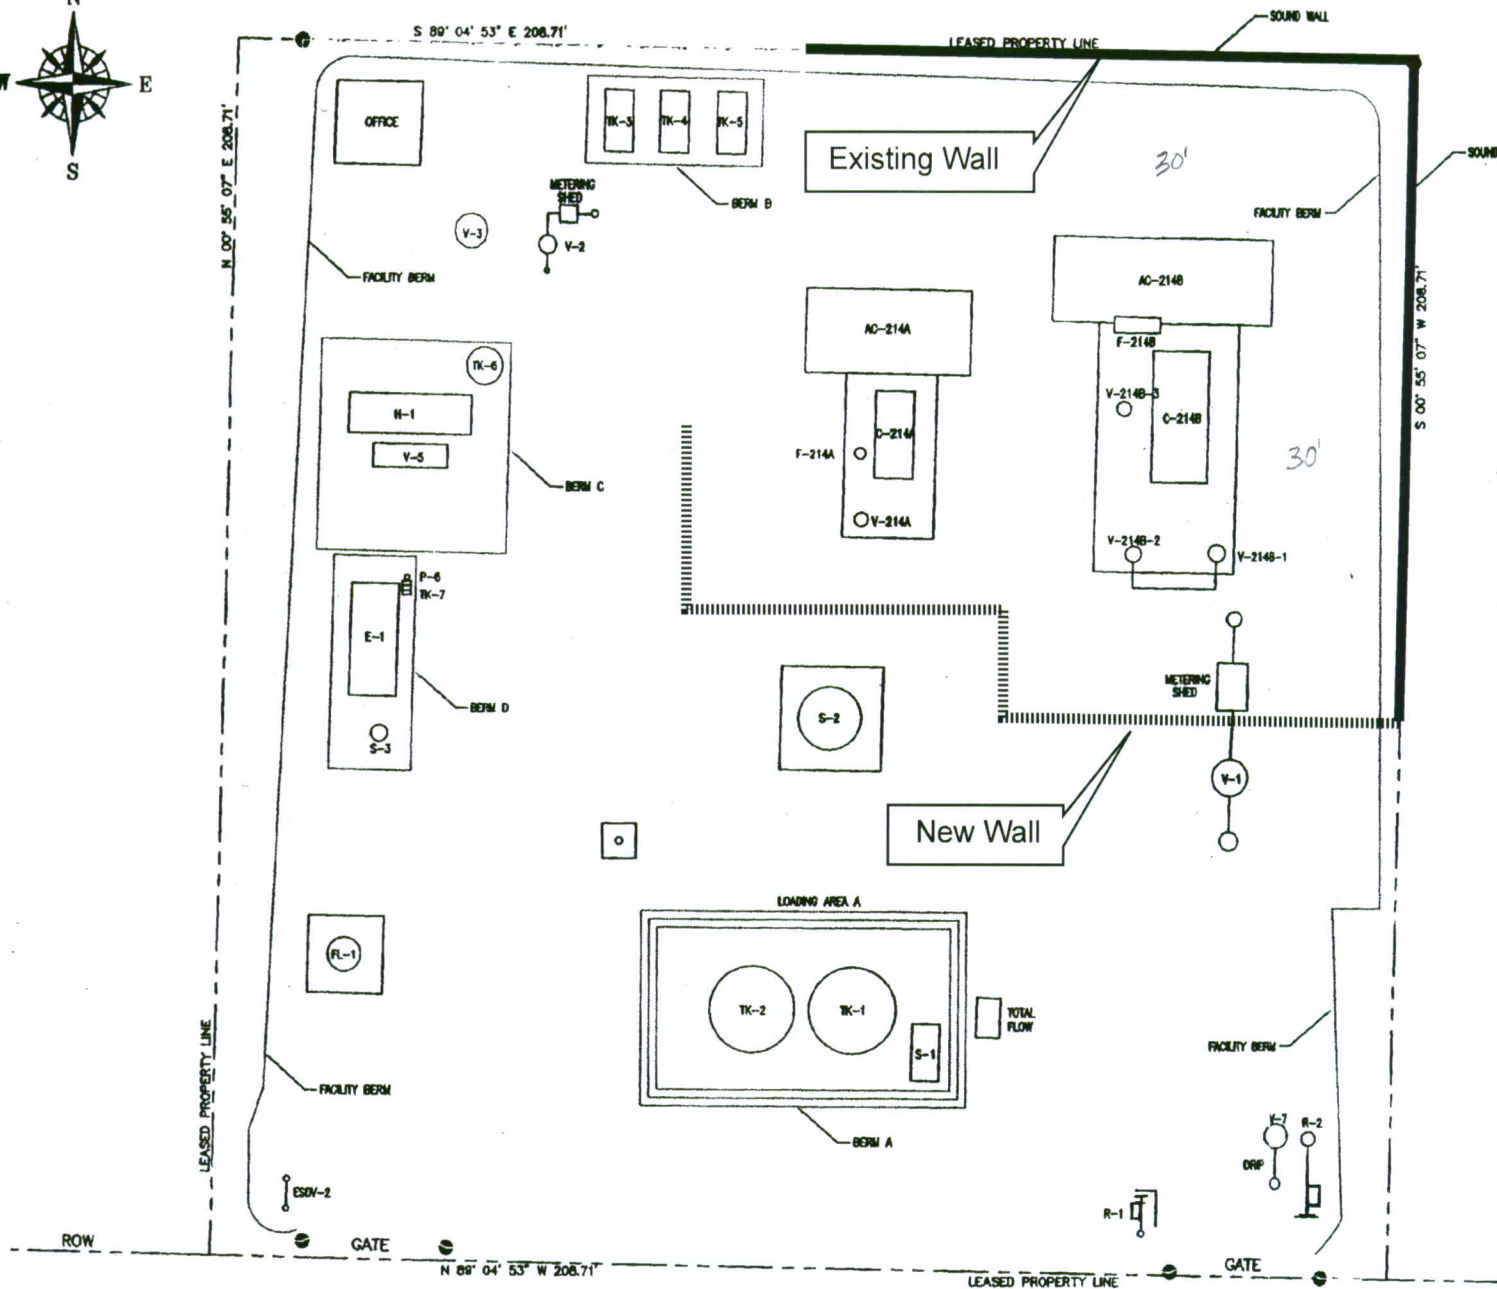 N
W
E
S
S 89° 04' 53" E 208.71'
LEASED PROPERTY LINE
SOUND WALL
N 00° 55' 07" E 208.71'
OFFICE
TK-3
TK-4
TK-5
Existing Wall
30'
SOUND
METERING
SHED
BERM B
FACILITY BERM
V-3
V-2
FACILITY BERM
AC-214B
S 00° 55' 07" W 208.71'
AC-214A
F-214B
TK-6
H-1
V-214B-3
C-214B
C-214A
F-214A
V-5
30'
BERM C
V-214A
V-214B-2
V-214B-1
P-6
TK-7
E-1
METERING
SHED
BERM D
S-2
S-3
V-1
New Wall
LOADING AREA A
FL-1
TK-2
TK-1
TOTAL
FLOW
S-1
FACILITY BERM
LEASED PROPERTY LINE
FACILITY BERM
BERM A
V-7
R-2
DRIP
ESDV-2
R-1
ROW
GATE
N 89° 04' 53" W 208.71'
LEASED PROPERTY LINE
GATE